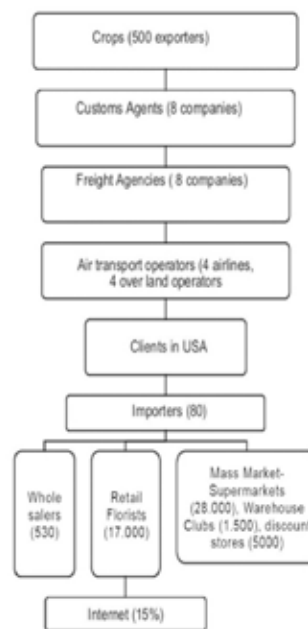 Crops (500 exporters)
Customs Agents (8 companies)
Freight Agencies ( 8 companies)
Air transport operators (4 airlines,
4 over land operators
Clients in USA
Importers (80)
Whole
salers
(530)
Retail
Florists
(17.000)
Mass Market-
Supermarkets
(28.000), Warehouse
Clubs (1.500), discount
stores (5000)
Internet (15%)